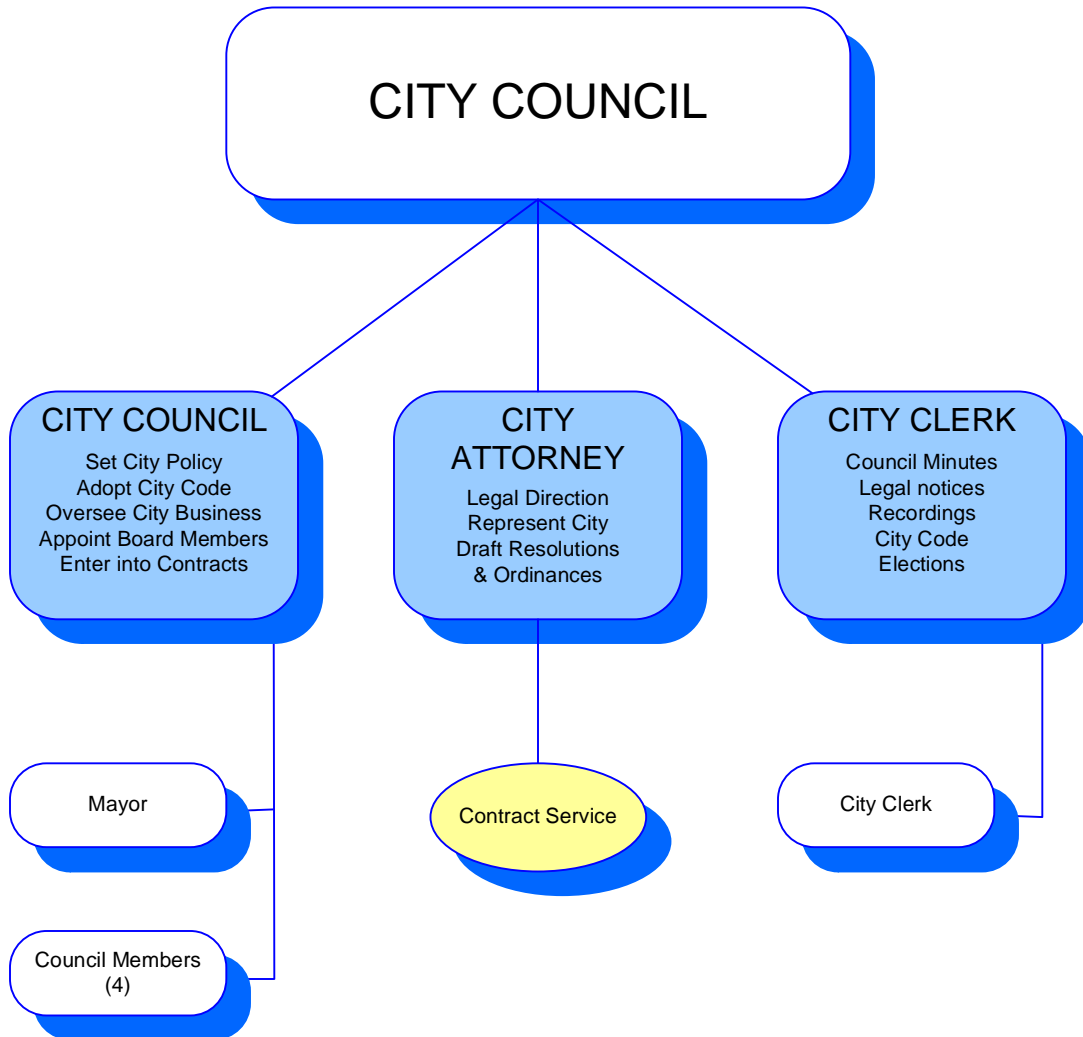 CITY COUNCIL
CITY COUNCIL
Set City Policy
Adopt City Code
Oversee City Business
Appoint Board Members
Enter into Contracts
CITY
ATTORNEY
Legal Direction
Represent City
Draft Resolutions
& Ordinances
CITY CLERK
Council Minutes
Legal notices
Recordings
City Code
Elections
Mayor
Contract Service
City Clerk
Council Members
(4)